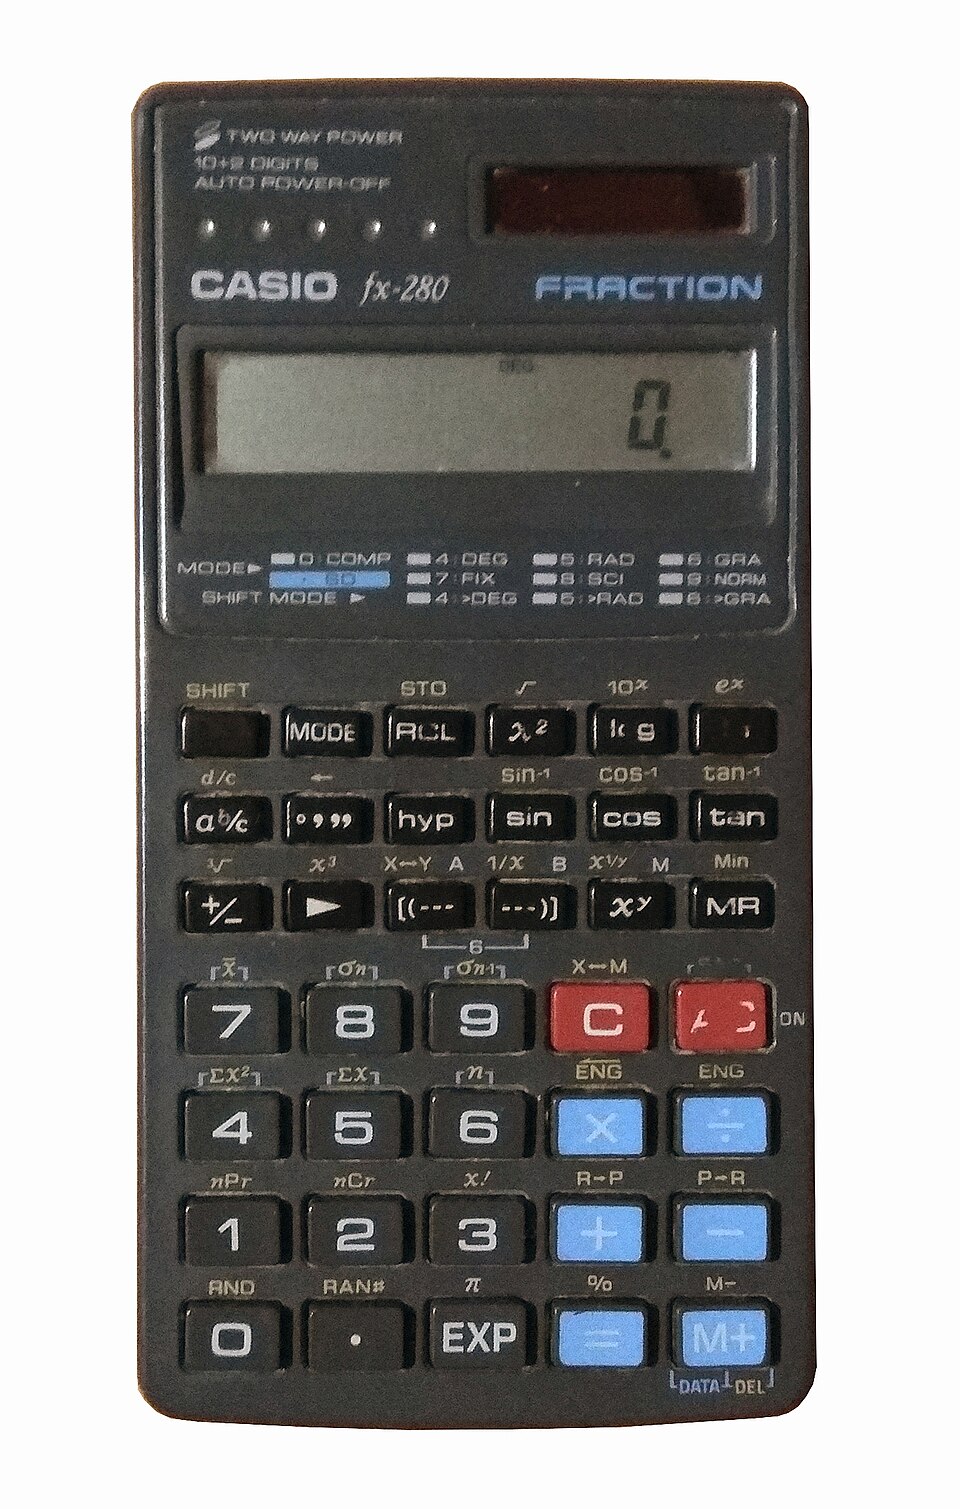 TWO WAY POWER
10+2 DIGITS
AUTO POWER-OFF
CASIO fx-280 FRACTION
DEG
0.
MODE► 0:COMP 4:DEG 5:RAD 6:GRA
SD 7:FIX 8:SCI 9:NORM
SHIFT MODE ► 4:>DEG 5:>RAD 6:>GRA
SHIFT STO √ 10ˣ eˣ
MODE RCL x²
d/c ← sin-1 cos-1 tan-1
a b/c ° , ,, hyp sin cos tan
³√ x³ X↔Y A 1/X B X1/y M Min
+/− ► [(--- ---)] xʸ MR
6
x̄ σn σn-1 X↔M
7 8 9 C ON
ΣX² ΣX n ENG ENG
4 5 6 × ÷
nPr nCr x! R→P P→R
1 2 3 + −
RND RAN# π % M−
0 . EXP = M+
DATA DEL